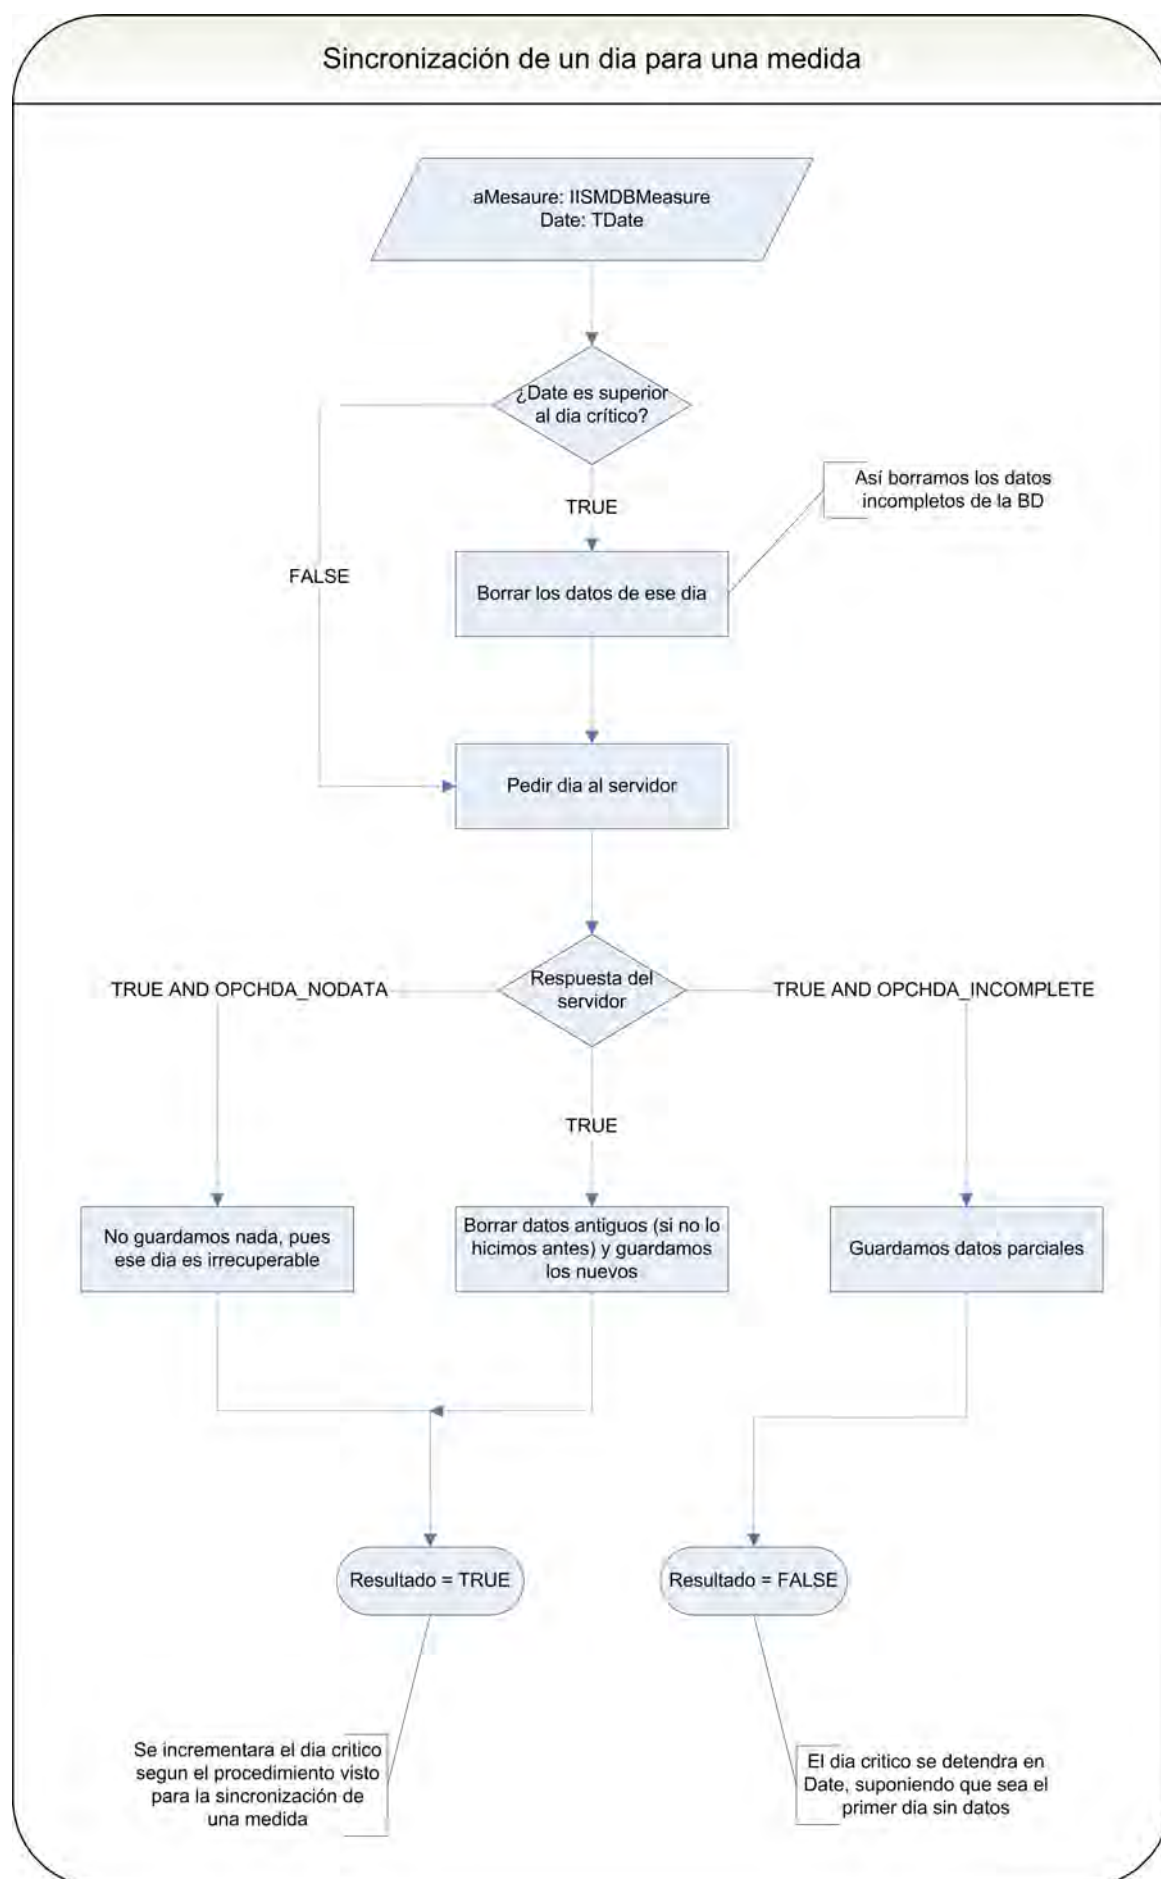 Sincronización de un dia para una medida
aMesaure: IISMDBMeasure
Date: TDate
¿Date es superior
al dia crítico?
TRUE
Así borramos los datos
incompletos de la BD
FALSE
Borrar los datos de ese dia
Pedir dia al servidor
Respuesta del
servidor
TRUE AND OPCHDA_NODATA
TRUE AND OPCHDA_INCOMPLETE
TRUE
No guardamos nada, pues
ese dia es irrecuperable
Borrar datos antiguos (si no lo
hicimos antes) y guardamos
los nuevos
Guardamos datos parciales
Resultado = TRUE
Resultado = FALSE
Se incrementara el dia critico
segun el procedimiento visto
para la sincronización de
una medida
El dia critico se detendra en
Date, suponiendo que sea el
primer dia sin datos